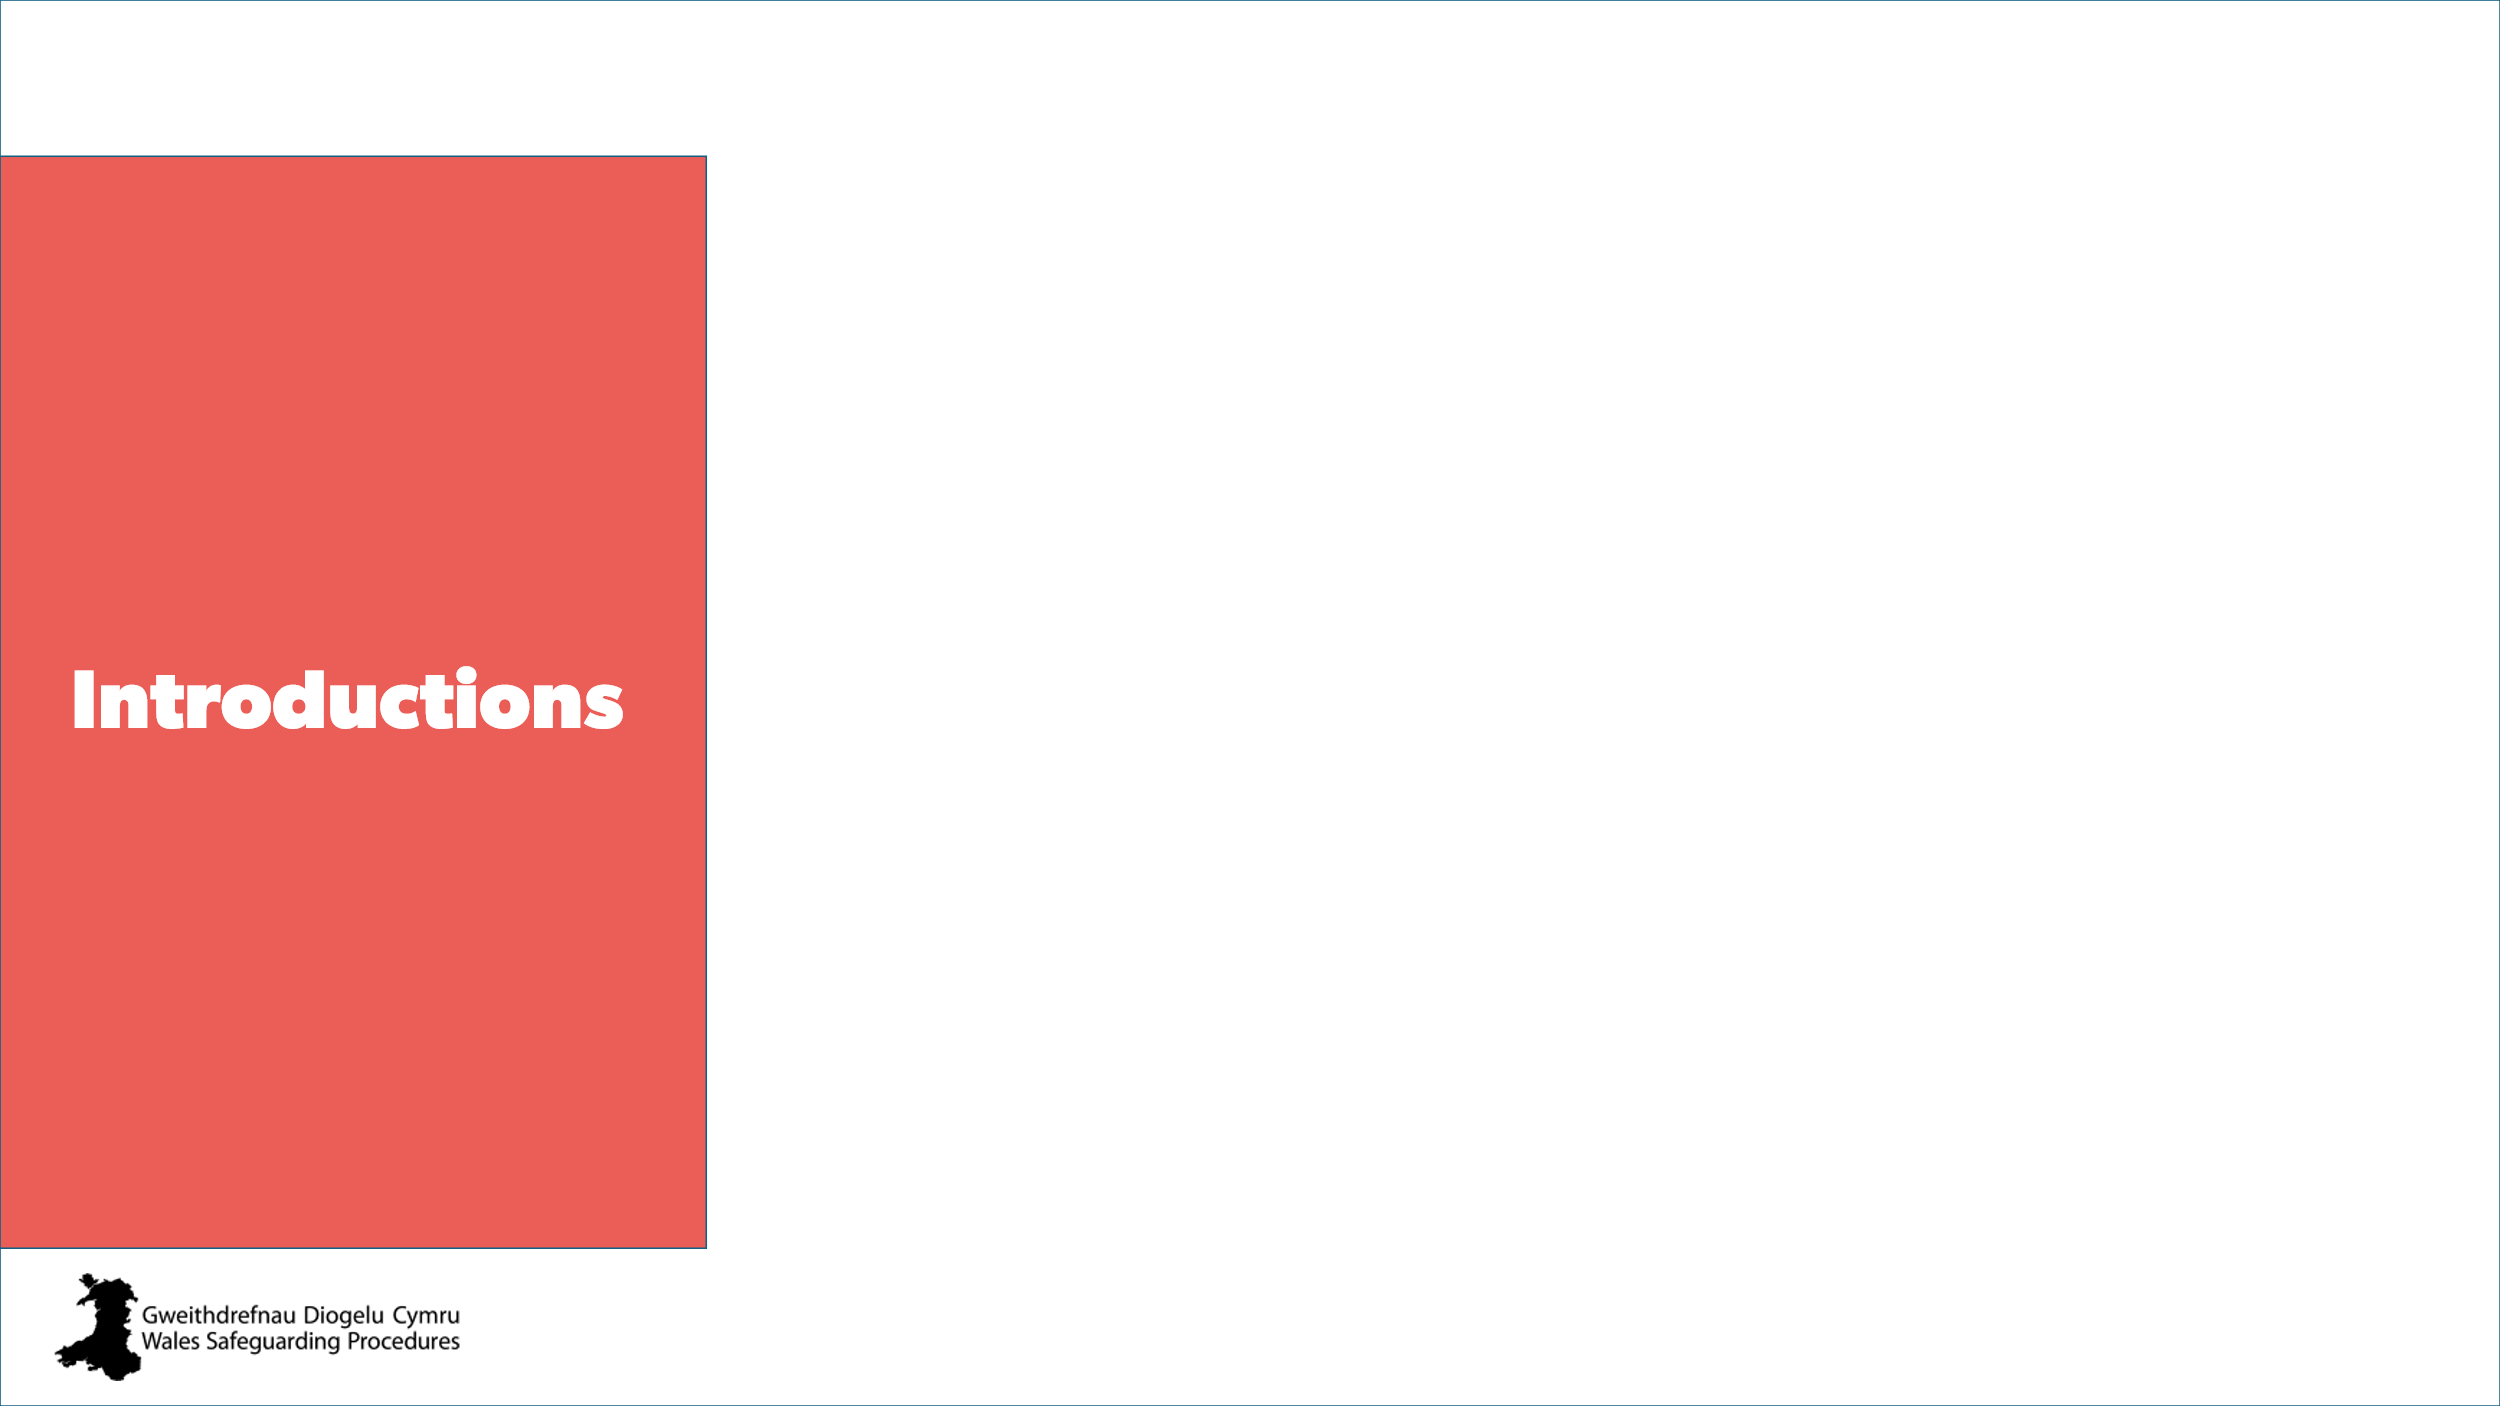 Introductions
Gweithdrefnau Diogelu Cymru
Wales Safeguarding Procedures